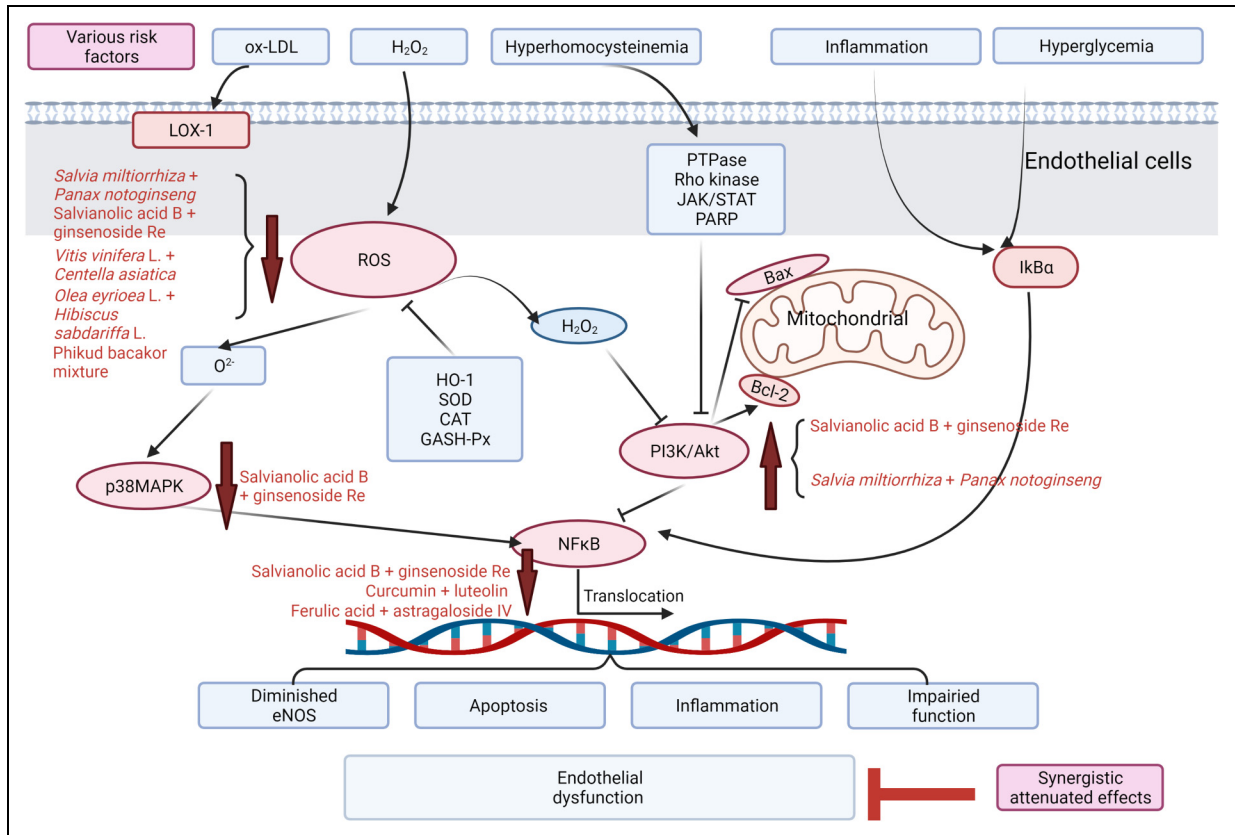 Various risk
factors
ox-LDL
H₂O₂
Hyperhomocysteinemia
Inflammation
Hyperglycemia
LOX-1
Endothelial cells
PTPase
Rho kinase
JAK/STAT
PARP
Salvia miltiorrhiza +
Panax notoginseng
Salvianolic acid B +
ginsenoside Re
Vitis vinifera L. +
Centella asiatica
Olea eyrioea L. +
Hibiscus
sabdariffa L.
Phikud bacakor
mixture
ROS
IkBα
Bax
Mitochondrial
H₂O₂
O²⁻
HO-1
SOD
CAT
GASH-Px
Bcl-2
PI3K/Akt
Salvianolic acid B + ginsenoside Re
Salvia miltiorrhiza + Panax notoginseng
p38MAPK
Salvianolic acid B
+ ginsenoside Re
NFκB
Salvianolic acid B + ginsenoside Re
Curcumin + luteolin
Ferulic acid + astragaloside IV
Translocation
Diminished
eNOS
Apoptosis
Inflammation
Impairied
function
Endothelial
dysfunction
Synergistic
attenuated effects